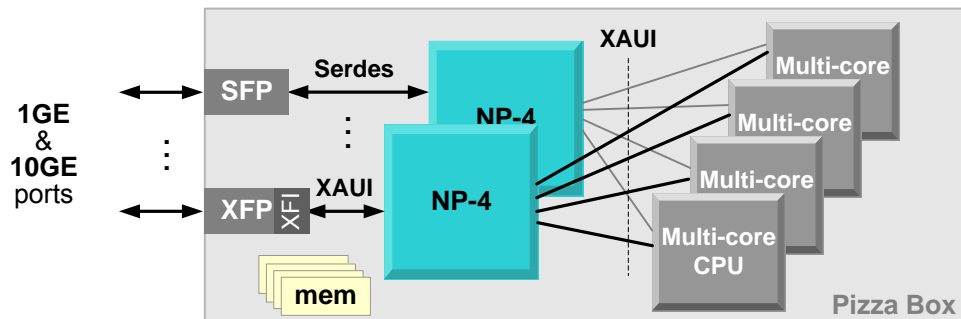 1GE
&
10GE
ports
SFP
Serdes
XFP
XFI
XAUI
mem
NP-4
NP-4
XAUI
Multi-core
Multi-core
Multi-core
Multi-core
CPU
Pizza Box